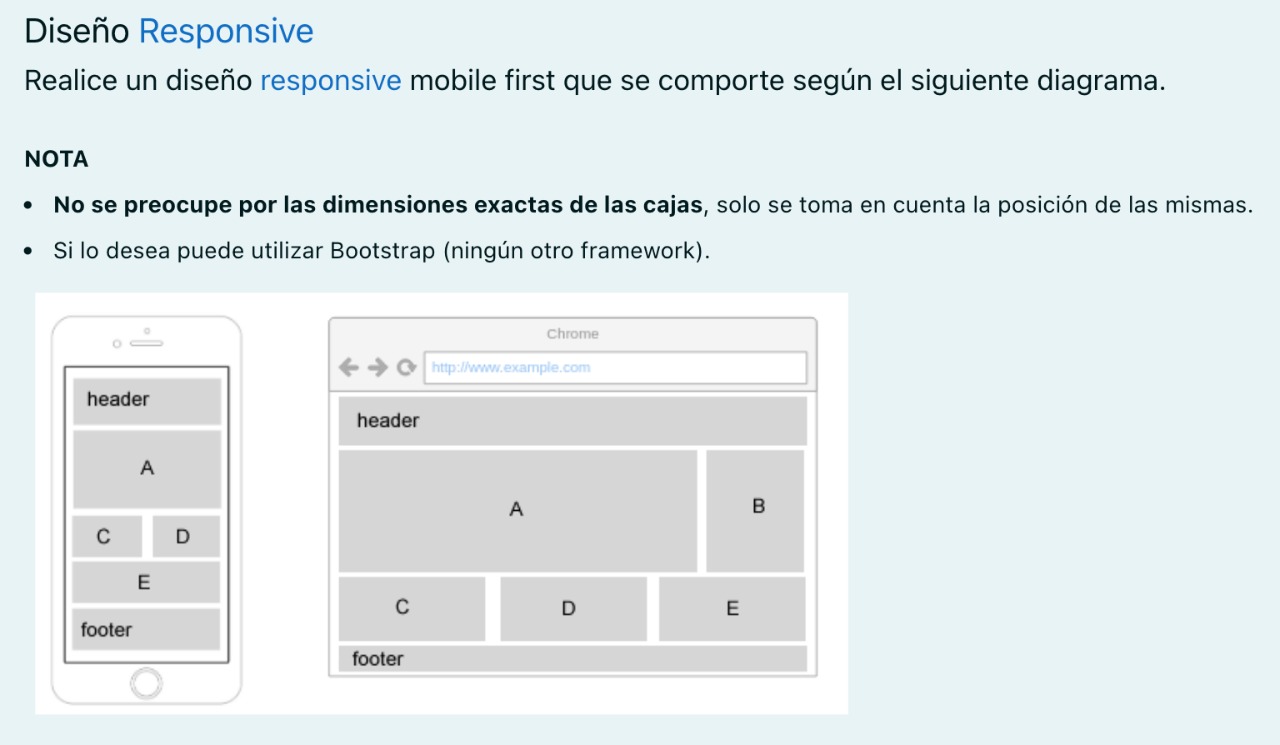 Diseño Responsive
Realice un diseño responsive mobile first que se comporte según el siguiente diagrama.
NOTA
• No se preocupe por las dimensiones exactas de las cajas, solo se toma en cuenta la posición de las mismas.
• Si lo desea puede utilizar Bootstrap (ningún otro framework).
header
A
C D
E
footer
Chrome
http://www.example.com
header
A B
C D E
footer